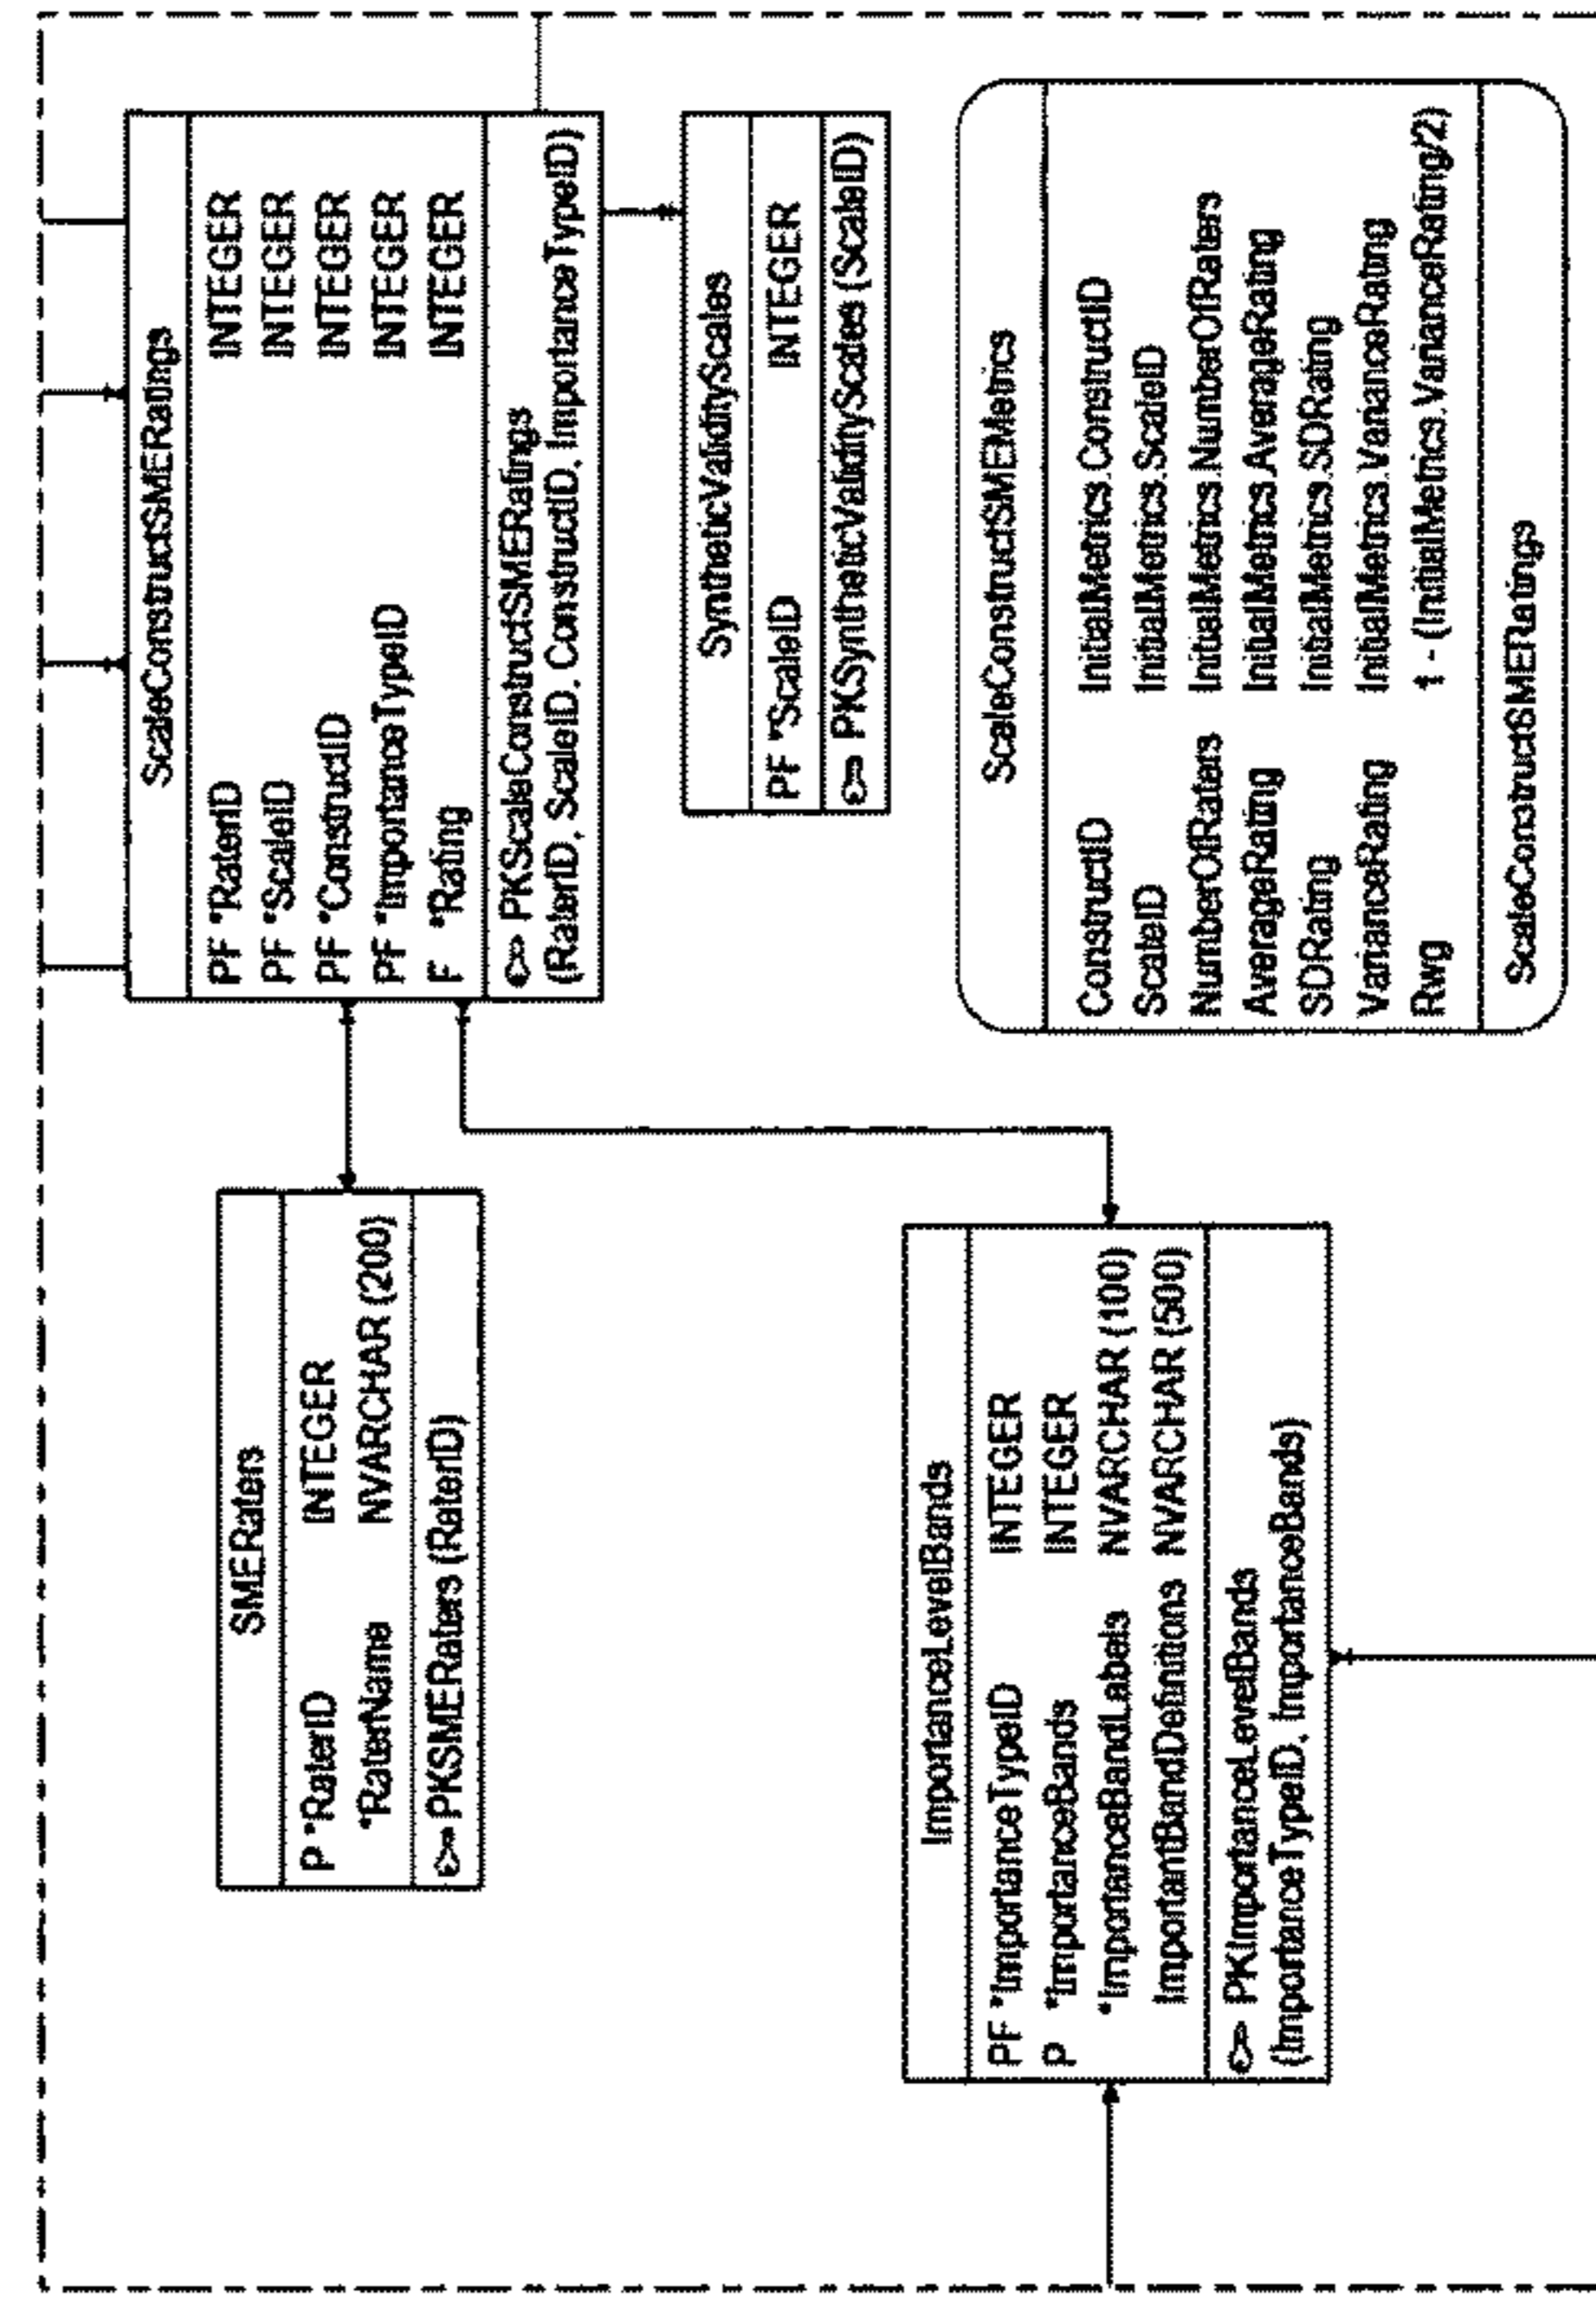 SMERaters
P *RaterID INTEGER
*RaterName NVARCHAR (200)
PKSMERaters (RaterID)
ScaleConstructSMERatings
PF *RaterID INTEGER
PF *ScaleID INTEGER
PF *ConstructID INTEGER
PF *ImportanceTypeID INTEGER
F *Rating INTEGER
PKScaleConstructSMERatings
(RaterID, ScaleID, ConstructID, ImportanceTypeID)
SyntheticValidityScales
PF *ScaleID INTEGER
PKSyntheticValidityScales (ScaleID)
ImportanceLevelBands
PF *ImportanceTypeID INTEGER
P *ImportanceBands INTEGER
*ImportanceBandLabels NVARCHAR (100)
ImportantBandDefinitions NVARCHAR (500)
PKImportanceLevelBands
(ImportanceTypeID, ImportanceBands)
ScaleConstructSMEMetrics
ConstructID InitialMetrics.ConstructID
ScaleID InitialMetrics.ScaleID
NumberOfRaters InitialMetrics.NumberOfRaters
AverageRating InitialMetrics.AverageRating
SDRating InitialMetrics.SDRating
VarianceRating InitialMetrics.VarianceRating
Rwg 1 - (InitialMetrics.VarianceRating/2)
ScaleConstructSMERatings